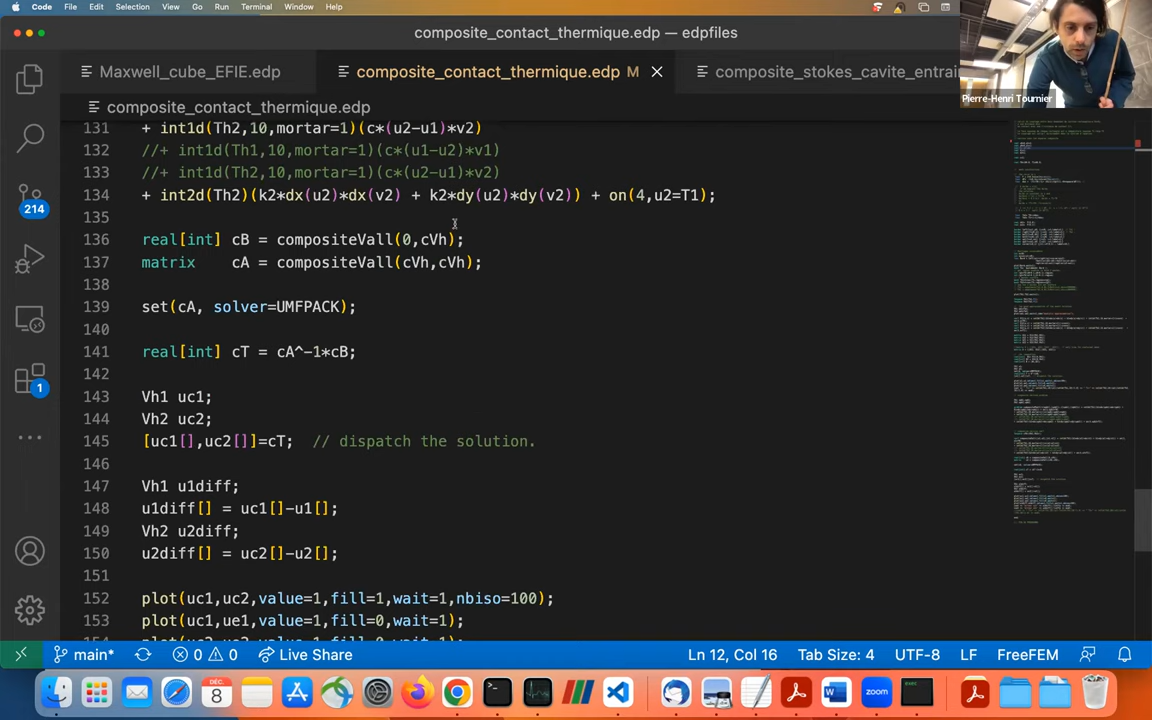 Code File Edit Selection View Go Run Terminal Window Help
composite_contact_thermique.edp — edpfiles
Maxwell_cube_EFIE.edp
composite_contact_thermique.edp M
composite_stokes_cavite_entrai
Pierre-Henri Tournier
composite_contact_thermique.edp
131 + int1d(Th2,10,mortar=1)(c*(u2-u1)*v2)
132 //+ int1d(Th1,10,mortar=1)(c*(u1-u2)*v1)
133 //+ int1d(Th2,10,mortar=1)(c*(u2-u1)*v2)
134 + int2d(Th2)(k2*dx(u2)*dx(v2) + k2*dy(u2)*dy(v2)) + on(4,u2=T1);
135
136 real[int] cB = compositeVall(0,cVh);
137 matrix cA = compositeVall(cVh,cVh);
138
139 set(cA, solver=UMFPACK);
140
141 real[int] cT = cA^-1*cB;
142
143 Vh1 uc1;
144 Vh2 uc2;
145 [uc1[],uc2[]]=cT; // dispatch the solution.
146
147 Vh1 u1diff;
148 u1diff[] = uc1[]-u1[];
149 Vh2 u2diff;
150 u2diff[] = uc2[]-u2[];
151
152 plot(uc1,uc2,value=1,fill=1,wait=1,nbiso=100);
153 plot(uc1,ue1,value=1,fill=0,wait=1);
214
1
main* 0 0 Live Share Ln 12, Col 16 Tab Size: 4 UTF-8 LF FreeFEM
DÉC. 8
zoom